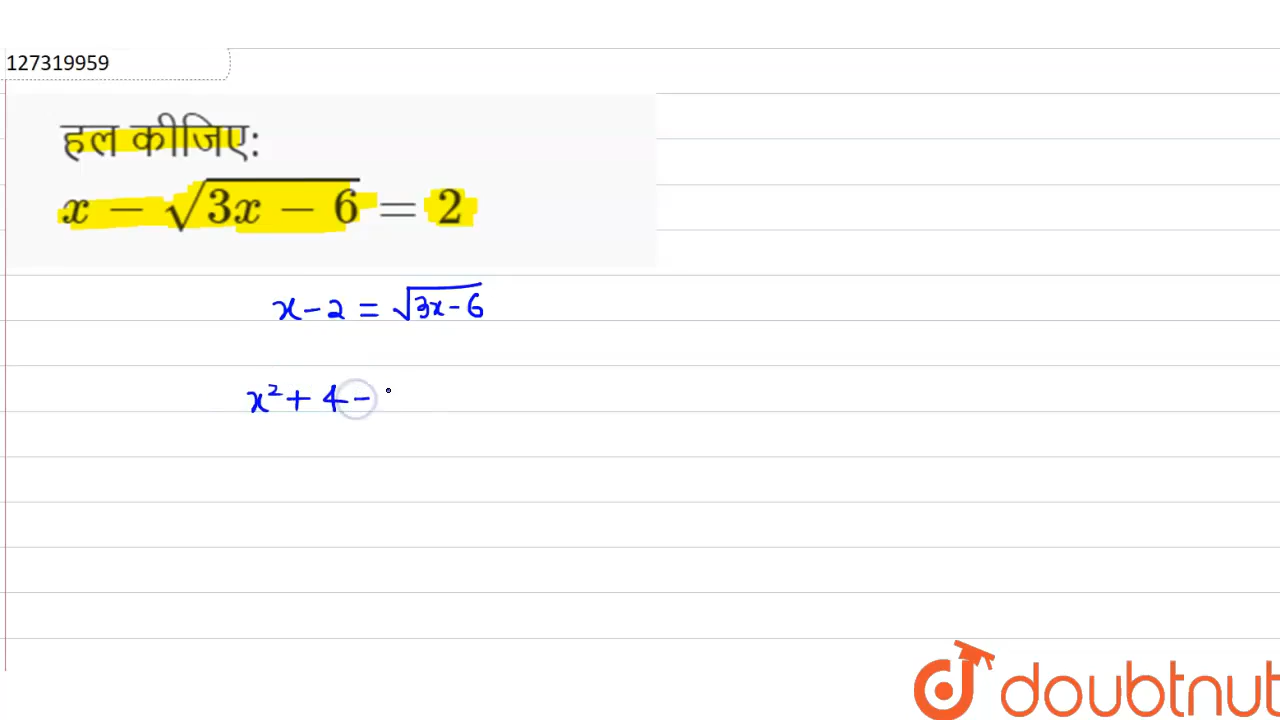 127319959
हल कीजिए:
x − √3x − 6 = 2
x − 2 = √3x − 6
x² + 4 −
doubtnut